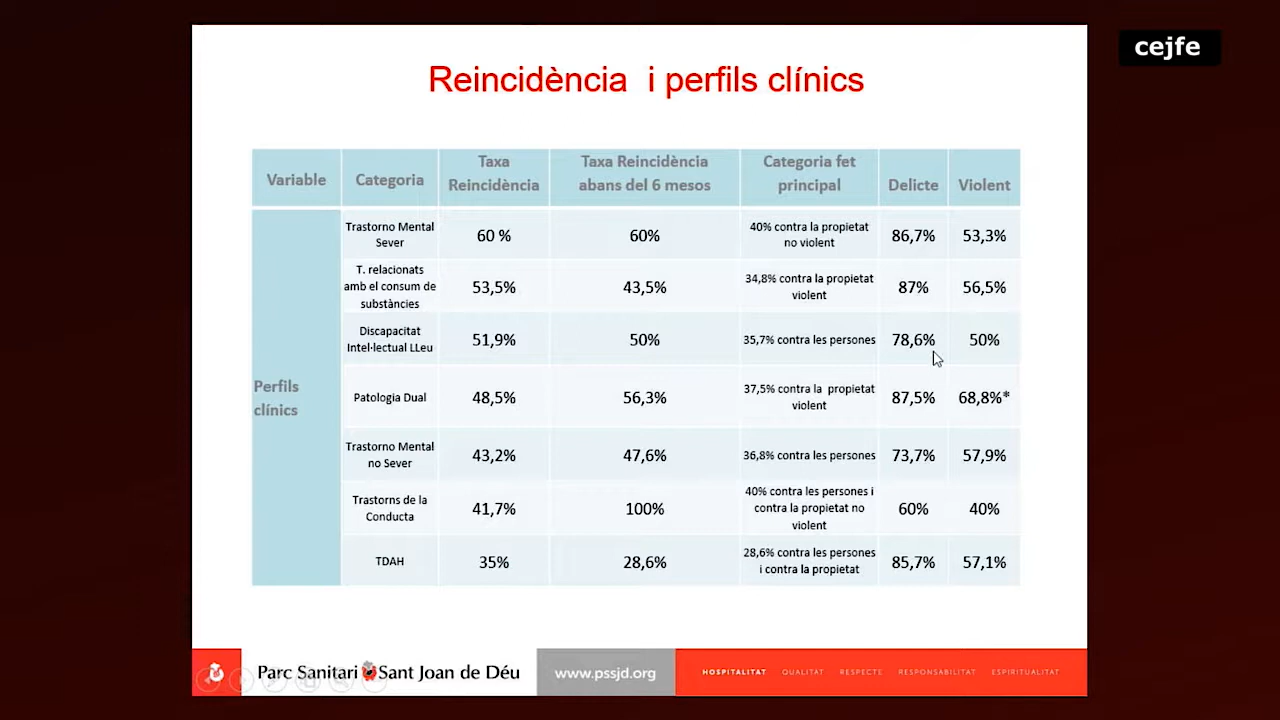 cejfe
Reincidència i perfils clínics
Variable
Categoria
Taxa
Reincidència
Taxa Reincidència
abans del 6 mesos
Categoria fet
principal
Delicte
Violent
Perfils
clínics
Trastorno Mental
Sever
60 %
60%
40% contra la propietat
no violent
86,7%
53,3%
T. relacionats
amb el consum de
substàncies
53,5%
43,5%
34,8% contra la propietat
violent
87%
56,5%
Discapacitat
Intel·lectual LLeu
51,9%
50%
35,7% contra les persones
78,6%
50%
Patologia Dual
48,5%
56,3%
37,5% contra la propietat
violent
87,5%
68,8%*
Trastorno Mental
no Sever
43,2%
47,6%
36,8% contra les persones
73,7%
57,9%
Trastorns de la
Conducta
41,7%
100%
40% contra les persones i
contra la propietat no
violent
60%
40%
TDAH
35%
28,6%
28,6% contra les persones
i contra la propietat
85,7%
57,1%
Parc Sanitari Sant Joan de Déu
www.pssjd.org
HOSPITALITAT QUALITAT RESPECTE RESPONSABILITAT ESPIRITUALITAT